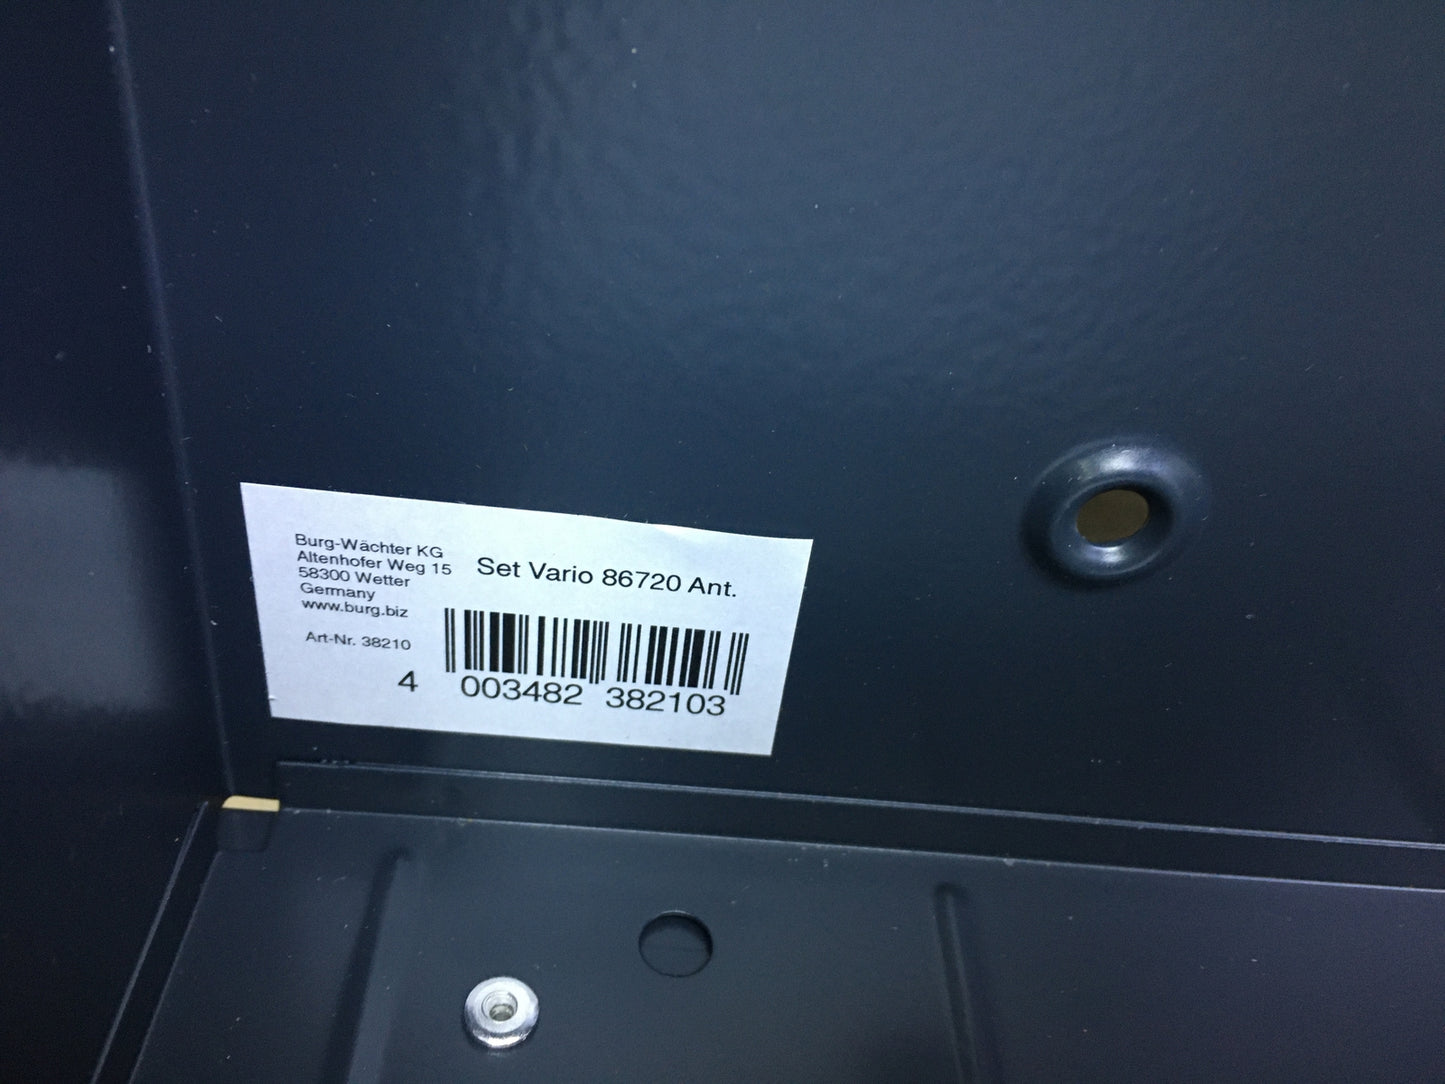 Burg-Wächter KG
Altenhofer Weg 15
58300 Wetter
Germany
www.burg.biz
Art-Nr. 38210
Set Vario 86720 Ant.
4 003482 382103